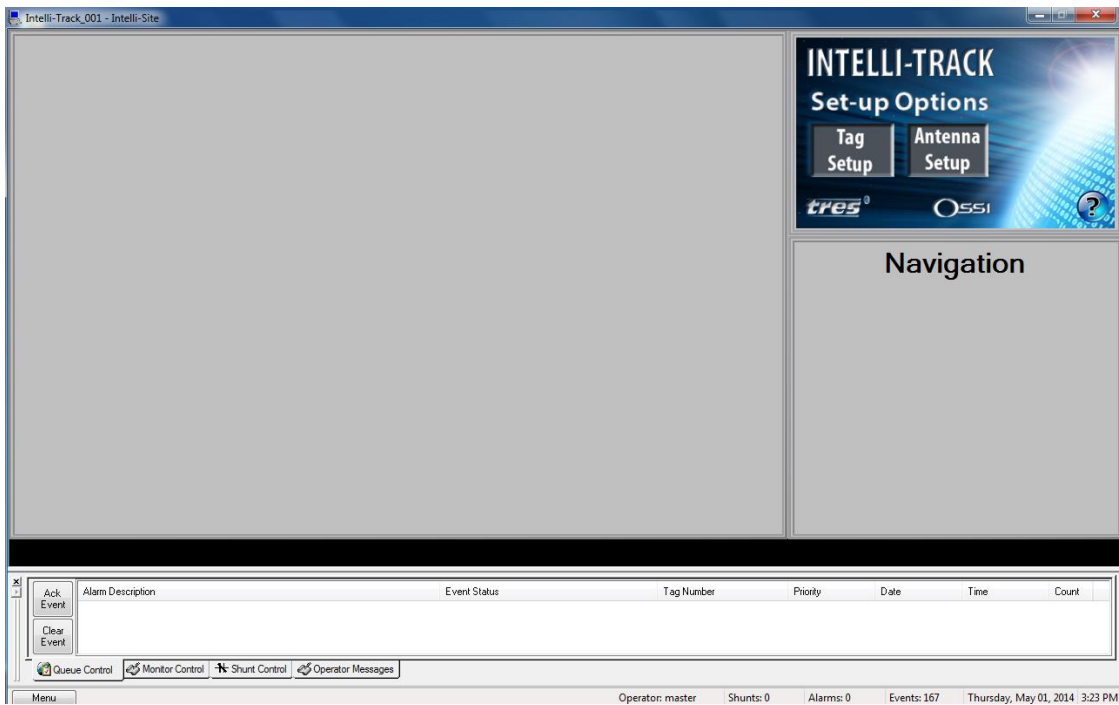 Intelli-Track_001 - Intelli-Site
INTELLI-TRACK
Set-up Options
Tag Setup
Antenna Setup
tres®
OSSI
?
Navigation
Ack Event
Alarm Description Event Status Tag Number Priority Date Time Count
Clear Event
Queue Control Monitor Control Shunt Control Operator Messages
Menu Operator: master Shunts: 0 Alarms: 0 Events: 167 Thursday, May 01, 2014 3:23 PM